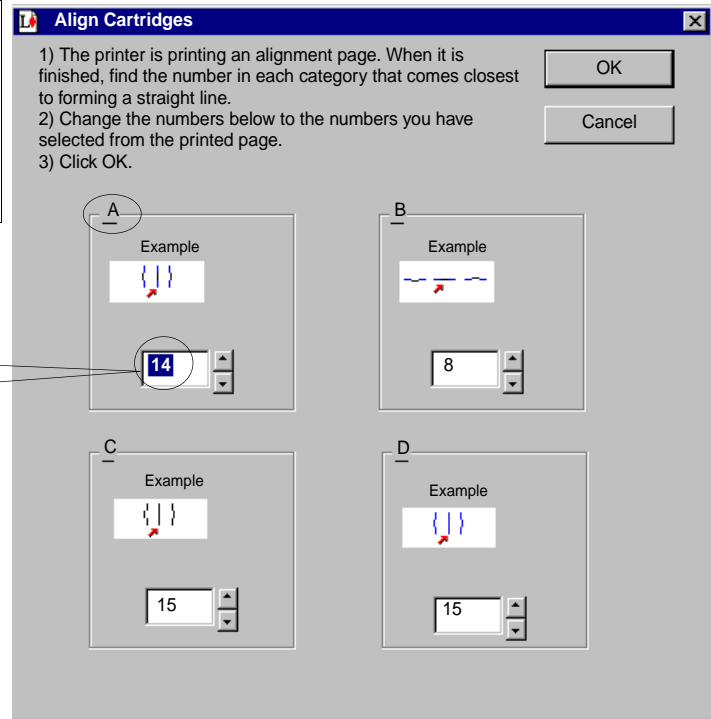 Align Cartridges
1) The printer is printing an alignment page. When it is
finished, find the number in each category that comes closest
to forming a straight line.
2) Change the numbers below to the numbers you have
selected from the printed page.
3) Click OK.
OK
Cancel
A
Example
14
B
Example
8
C
Example
15
D
Example
15